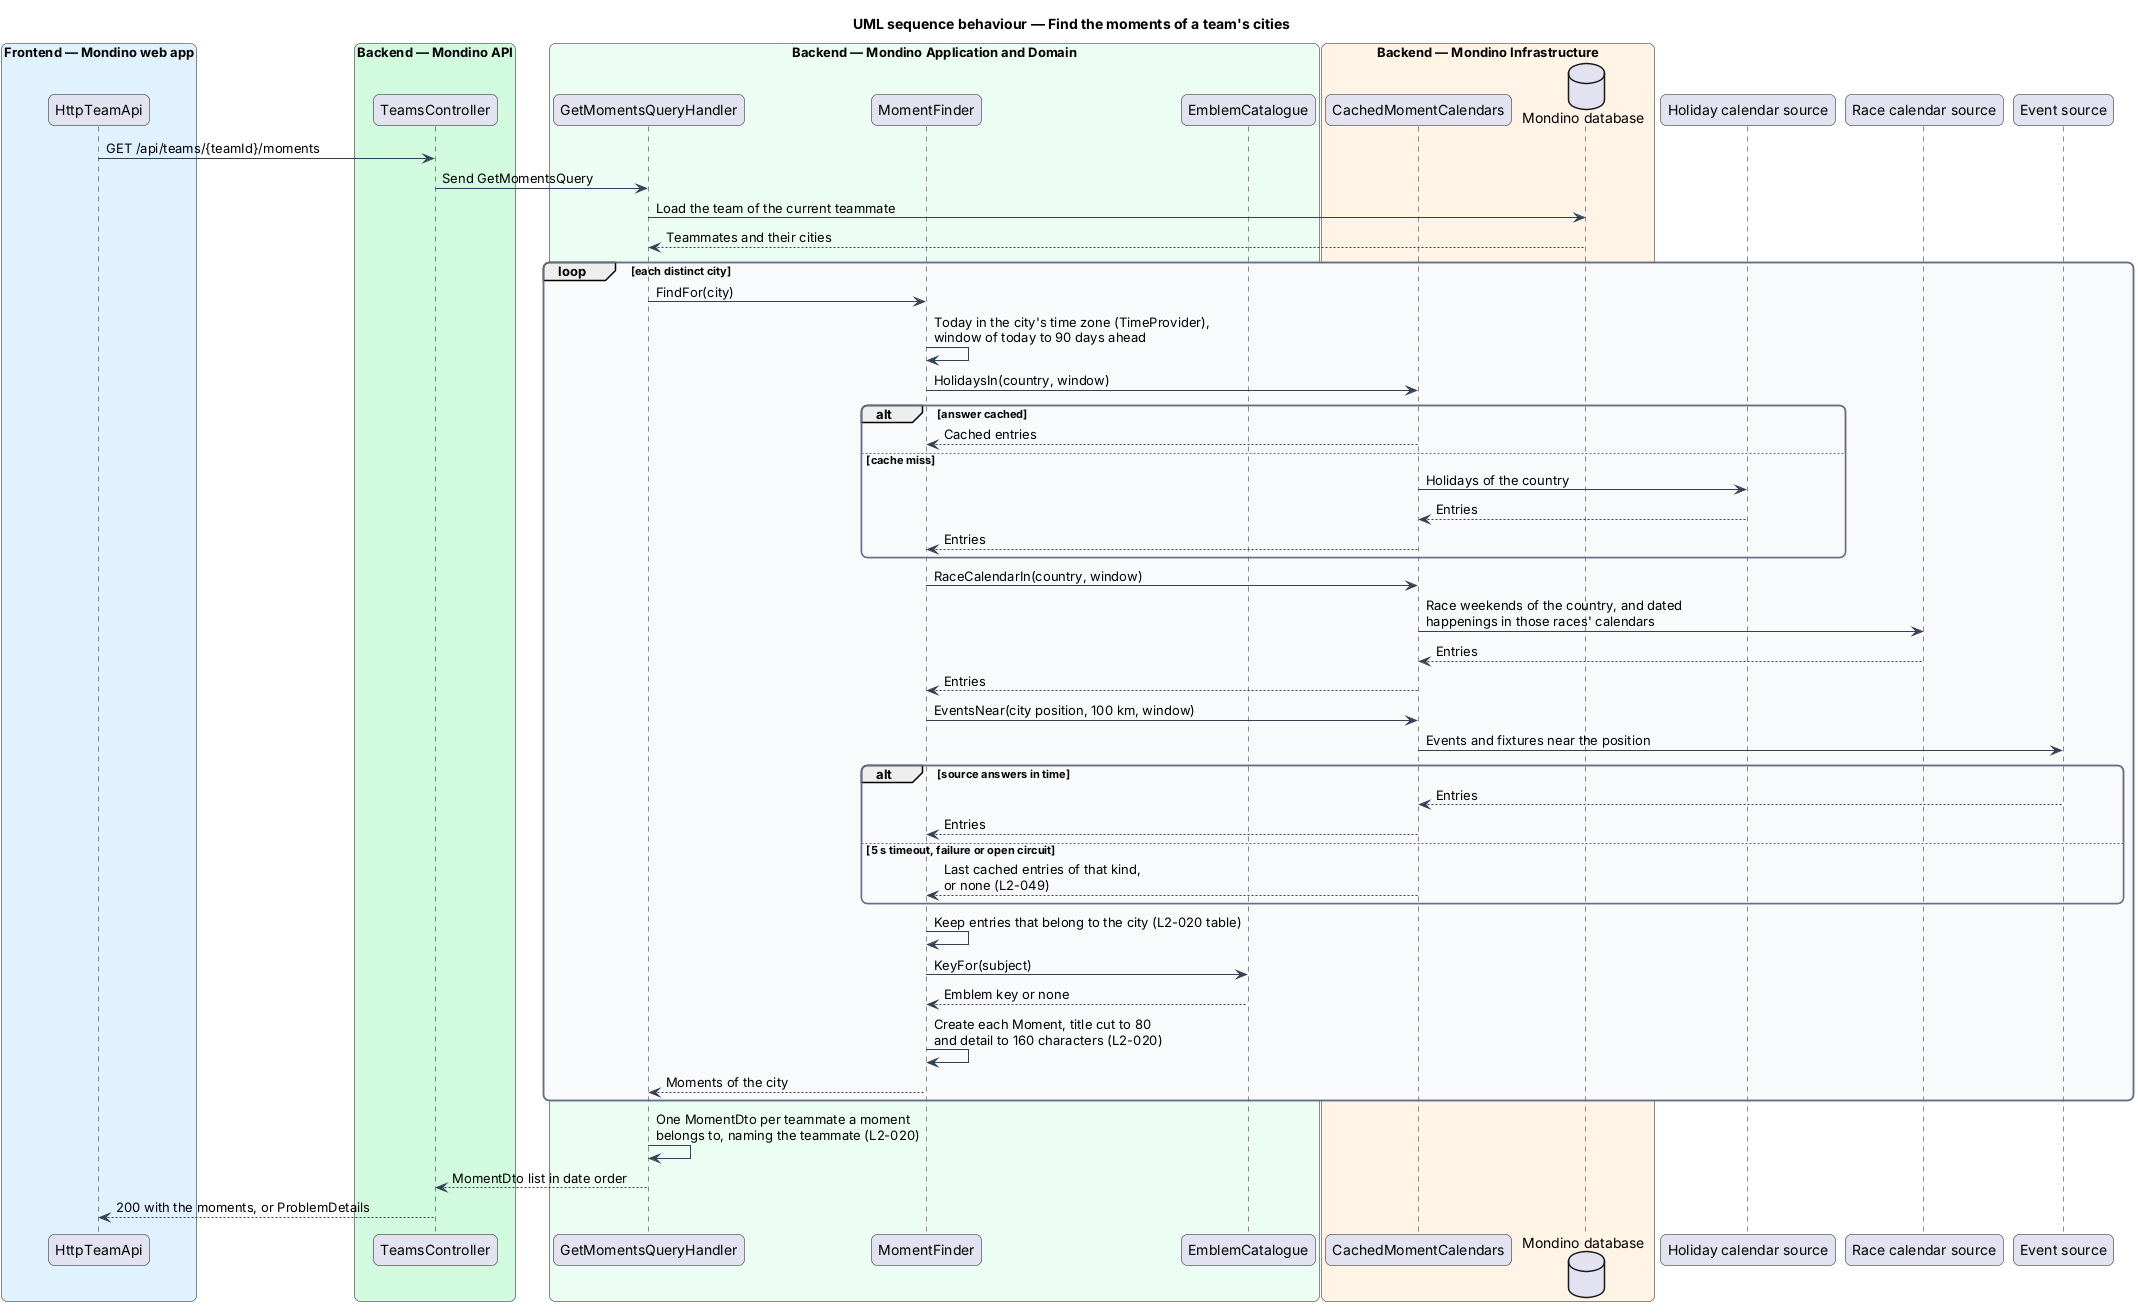 UML sequence behaviour — Find the moments of a team's cities
Frontend — Mondino web app
Backend — Mondino API
Backend — Mondino Application and Domain
Backend — Mondino Infrastructure
HttpTeamApi
TeamsController
GetMomentsQueryHandler
MomentFinder
EmblemCatalogue
CachedMomentCalendars
Mondino database
Holiday calendar source
Race calendar source
Event source
GET /api/teams/{teamId}/moments
Send GetMomentsQuery
Load the team of the current teammate
Teammates and their cities
loop
[each distinct city]
FindFor(city)
Today in the city's time zone (TimeProvider),
window of today to 90 days ahead
HolidaysIn(country, window)
alt
[answer cached]
Cached entries
[cache miss]
Holidays of the country
Entries
Entries
RaceCalendarIn(country, window)
Race weekends of the country, and dated
happenings in those races' calendars
Entries
Entries
EventsNear(city position, 100 km, window)
Events and fixtures near the position
alt
[source answers in time]
Entries
Entries
[5 s timeout, failure or open circuit]
Last cached entries of that kind,
or none (L2-049)
Keep entries that belong to the city (L2-020 table)
KeyFor(subject)
Emblem key or none
Create each Moment, title cut to 80
and detail to 160 characters (L2-020)
Moments of the city
One MomentDto per teammate a moment
belongs to, naming the teammate (L2-020)
MomentDto list in date order
200 with the moments, or ProblemDetails
HttpTeamApi
TeamsController
GetMomentsQueryHandler
MomentFinder
EmblemCatalogue
CachedMomentCalendars
Mondino database
Holiday calendar source
Race calendar source
Event source